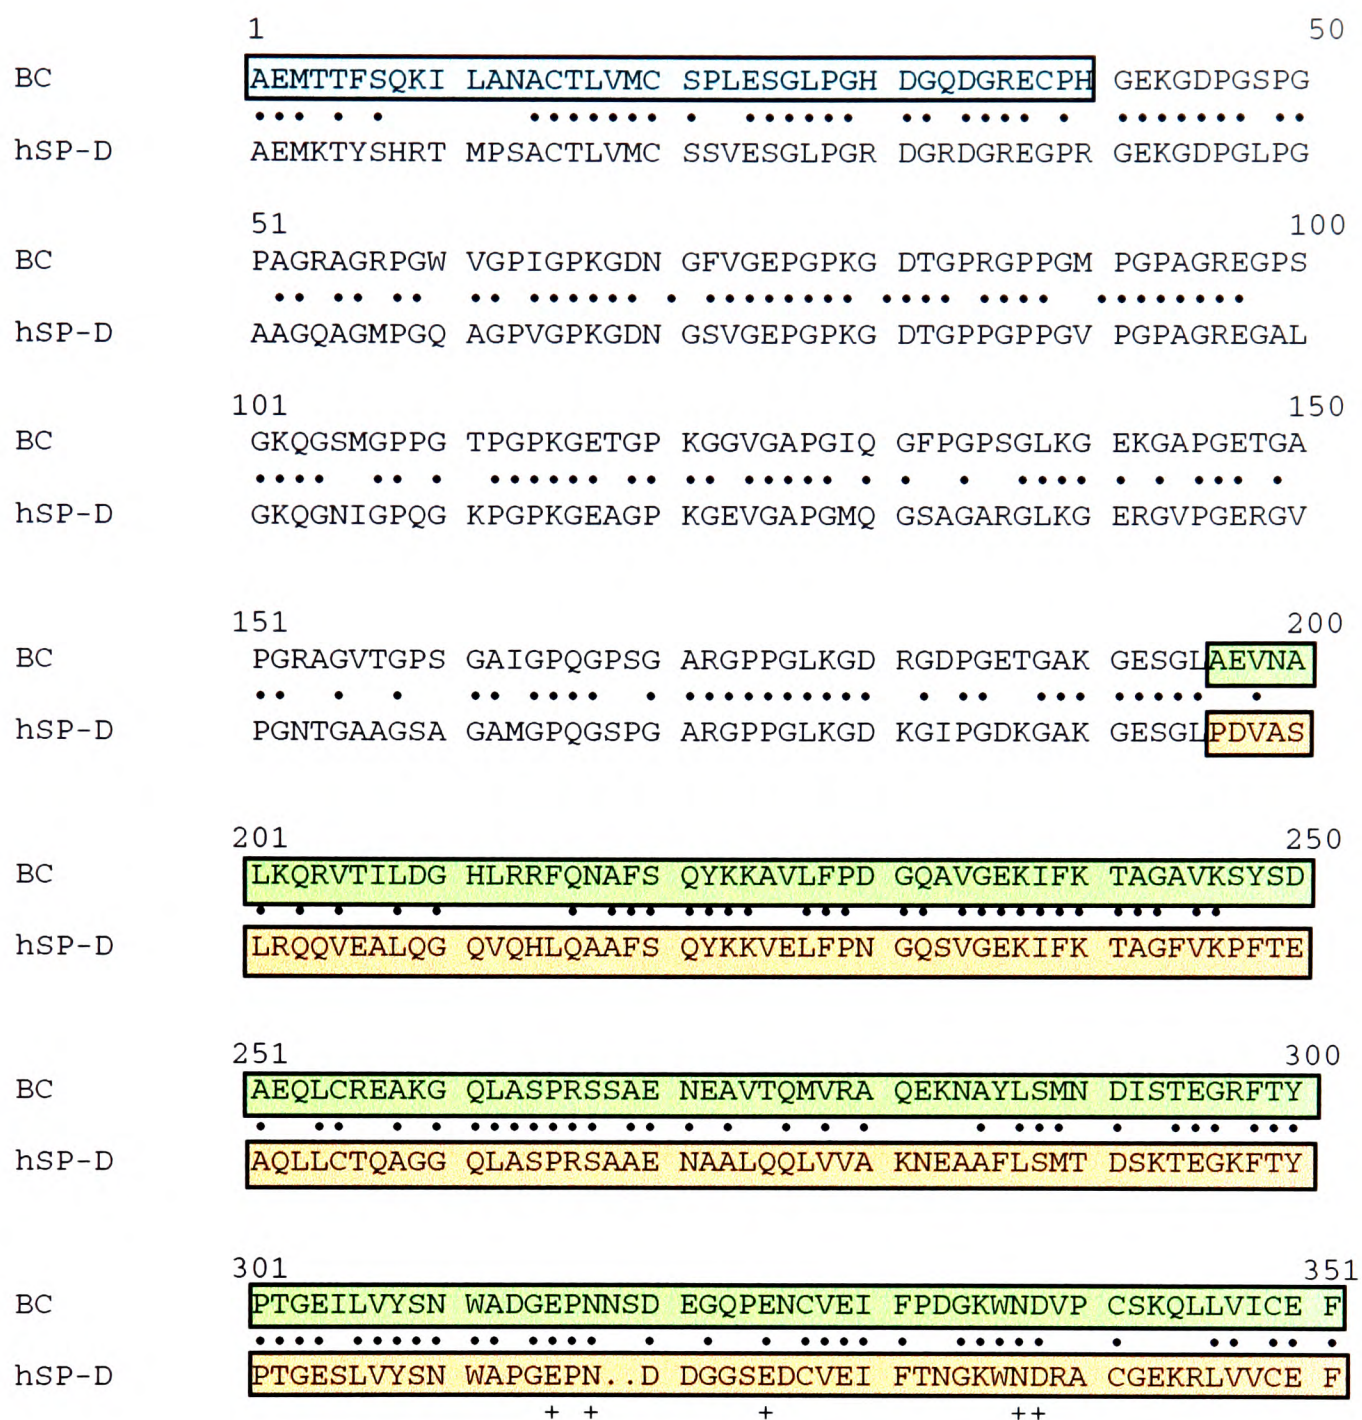 1 50
BC AEMTTFSQKI LANACTLVMC SPLESGLPGH DGQDGRECPH GEKGDPGSPG
••• • • ••••••• • •••••• •• •••• • ••••••• ••
hSP-D AEMKTYSHRT MPSACTLVMC SSVESGLPGR DGRDGREGPR GEKGDPGLPG
51 100
BC PAGRAGRPGW VGPIGPKGDN GFVGEPGPKG DTGPRGPPGM PGPAGREGPS
•• •• •• •• •••••• • •••••••• •••• •••• ••••••••
hSP-D AAGQAGMPGQ AGPVGPKGDN GSVGEPGPKG DTGPPGPPGV PGPAGREGAL
101 150
BC GKQGSMGPPG TPGPKGETGP KGGVGAPGIQ GFPGPSGLKG EKGAPGETGA
•••• •• • •••••• •• •• ••••• • • • •••• • • ••• •
hSP-D GKQGNIGPQG KPGPKGEAGP KGEVGAPGMQ GSAGARGLKG ERGVPGERGV
151 200
BC PGRAGVTGPS GAIGPQGPSG ARGPPGLKGD RGDPGETGAK GESGLAEVNA
•• • • •• •••• • •••••••••• • •• ••• ••••• •
hSP-D PGNTGAAGSA GAMGPQGSPG ARGPPGLKGD KGIPGDKGAK GESGLPDVAS
201 250
BC LKQRVTILDG HLRRFQNAFS QYKKAVLFPD GQAVGEKIFK TAGAVKSYSD
• • • • • • ••• •••• ••• •• ••••••• ••• ••
hSP-D LRQQVEALQG QVQHLQAAFS QYKKVELFPN GQSVGEKIFK TAGFVKPFTE
251 300
BC AEQLCREAKG QLASPRSSAE NEAVTQMVRA QEKNAYLSMN DISTEGRFTY
• •• • • ••••••• •• • • • • • • ••• • ••• •••
hSP-D AQLLCTQAGG QLASPRSAAE NAALQQLVVA KNEAAFLSMT DSKTEGKFTY
301 351
BC PTGEILVYSN WADGEPNNSD EGQPENCVEI FPDGKWNDVP CSKQLLVICE F
•••• ••••• •• •••• • • • •••• • ••••• • •• •• •
hSP-D PTGESLVYSN WAPGEPN..D DGGSEDCVEI FTNGKWNDRA CGEKRLVVCE F
+ + + ++